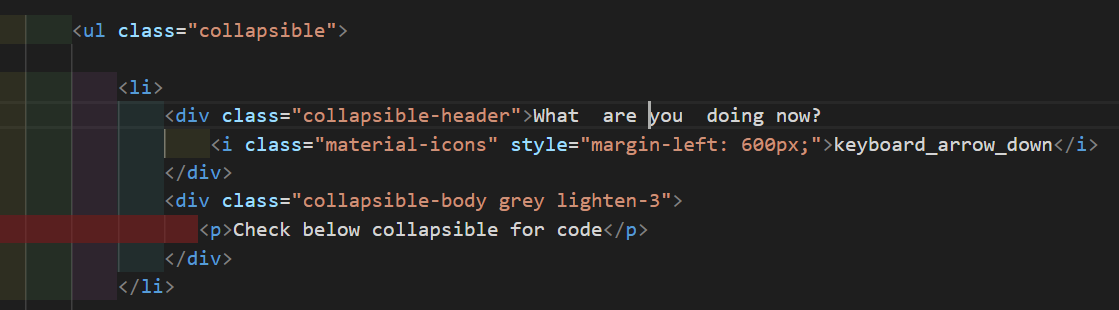 <ul class="collapsible">
<li>
<div class="collapsible-header">What  are you  doing now?
<i class="material-icons" style="margin-left: 600px;">keyboard_arrow_down</i>
</div>
<div class="collapsible-body grey lighten-3">
<p>Check below collapsible for code</p>
</div>
</li>